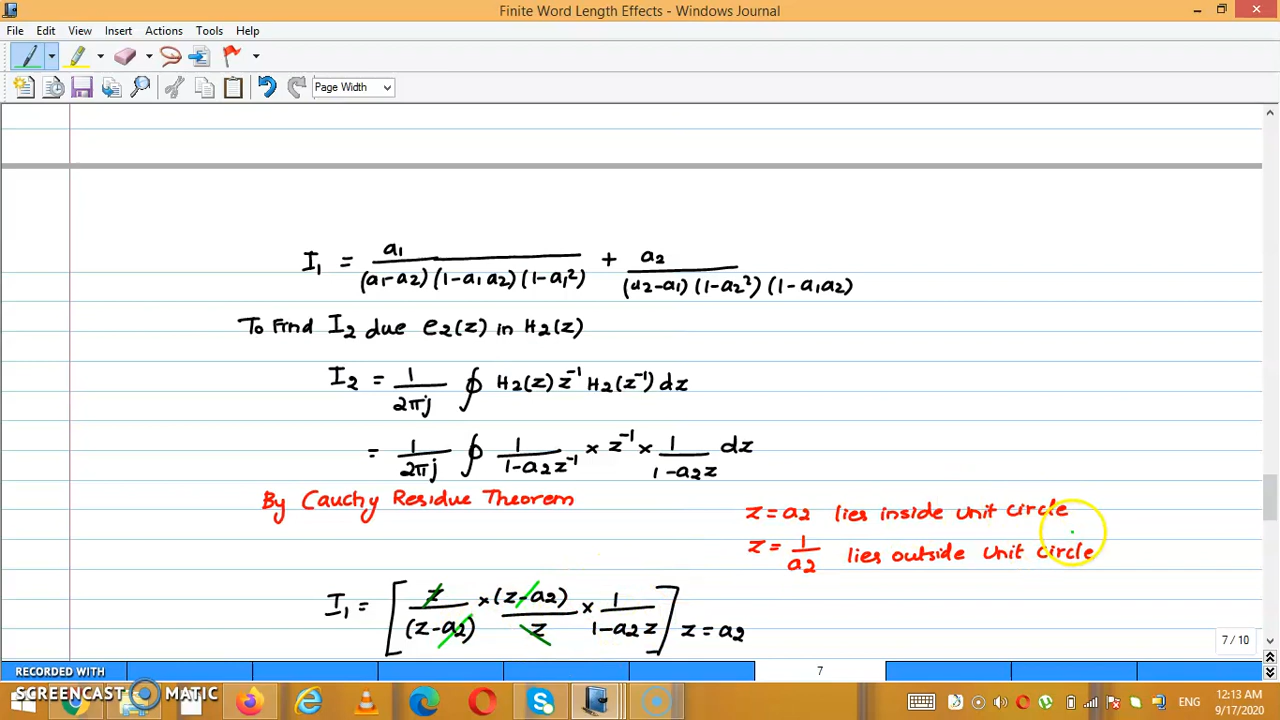 Finite Word Length Effects - Windows Journal
File Edit View Insert Actions Tools Help
Page Width
I₁ = a₁/((a₁-a₂)(1-a₁a₂)(1-a₁²)) + a₂/((a₂-a₁)(1-a₂²)(1-a₁a₂))
To Find I₂ due e₂(z) in H₂(z)
I₂ = 1/(2πj) ∮ H₂(z) z⁻¹ H₂(z⁻¹) dz
= 1/(2πj) ∮ 1/(1-a₂z⁻¹) × z⁻¹ × 1/(1-a₂z) dz
By Cauchy Residue Theorem
z = a₂ lies inside unit circle
z = 1/a₂ lies outside unit circle
I₁ = [z/(z-a₂) × (z-a₂)/z × 1/(1-a₂z)] z = a₂
7 / 10
7
RECORDED WITH
SCREENCAST MATIC
ENG
12:13 AM
9/17/2020